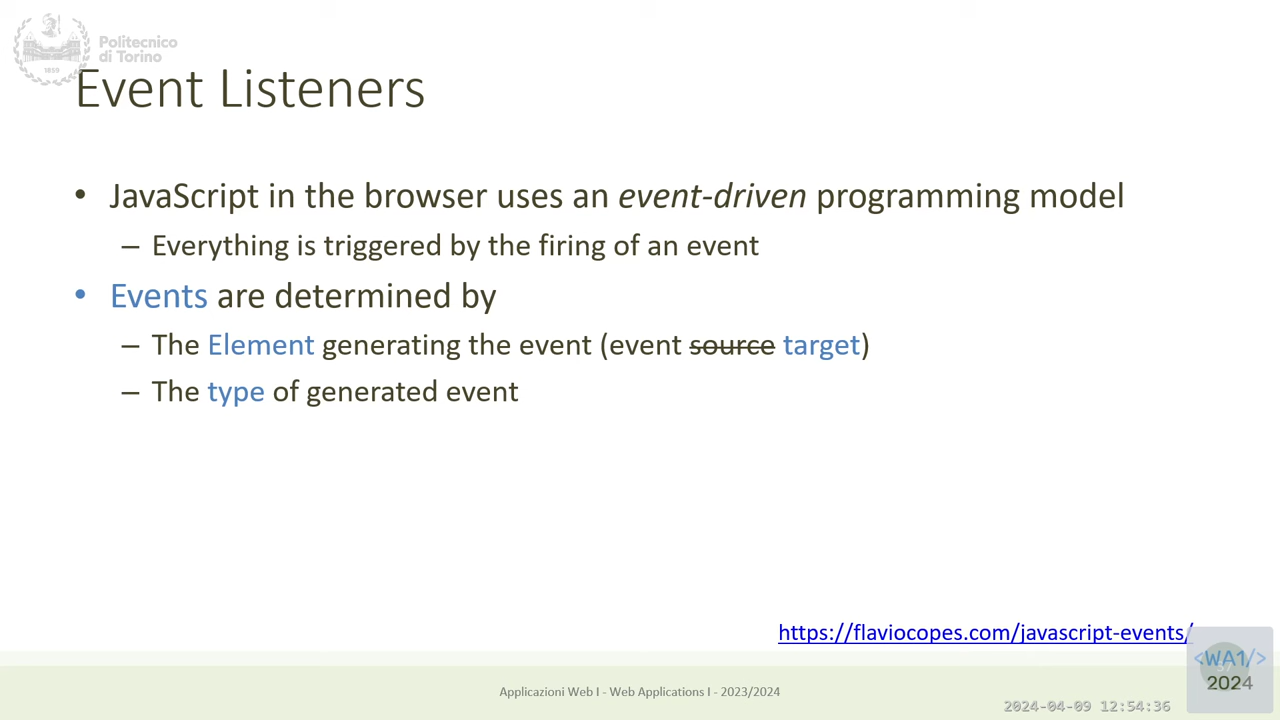 Politecnico
di Torino
1859
Event Listeners
• JavaScript in the browser uses an event-driven programming model
– Everything is triggered by the firing of an event
• Events are determined by
– The Element generating the event (event source target)
– The type of generated event
https://flaviocopes.com/javascript-events/
<WA1/>
2024
Applicazioni Web I - Web Applications I - 2023/2024
2024-04-09 12:54:36